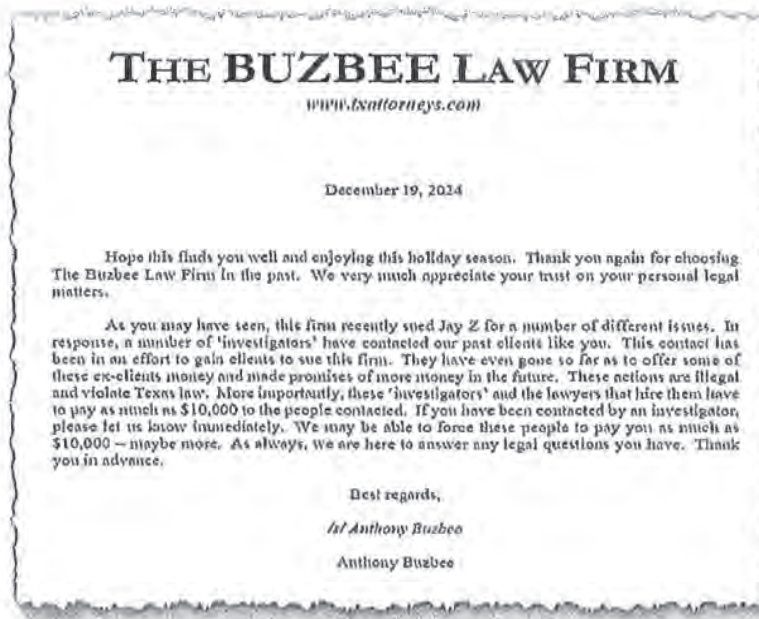 THE BUZBEE LAW FIRM
www.txattorneys.com
December 19, 2024
Hope this finds you well and enjoying this holiday season. Thank you again for choosing
The Buzbee Law Firm in the past. We very much appreciate your trust on your personal legal
matters.
As you may have seen, this firm recently sued Jay Z for a number of different issues. In
response, a number of 'investigators' have contacted our past clients like you. This contact has
been in an effort to gain clients to sue this firm. They have even gone so far as to offer some of
these ex-clients money and made promises of more money in the future. These actions are illegal
and violate Texas law. More importantly, these 'investigators' and the lawyers that hire them have
to pay as much as $10,000 to the people contacted. If you have been contacted by an investigator,
please let us know immediately. We may be able to force these people to pay you as much as
$10,000 – maybe more. As always, we are here to answer any legal questions you have. Thank
you in advance.
Best regards,
/s/ Anthony Buzbee
Anthony Buzbee